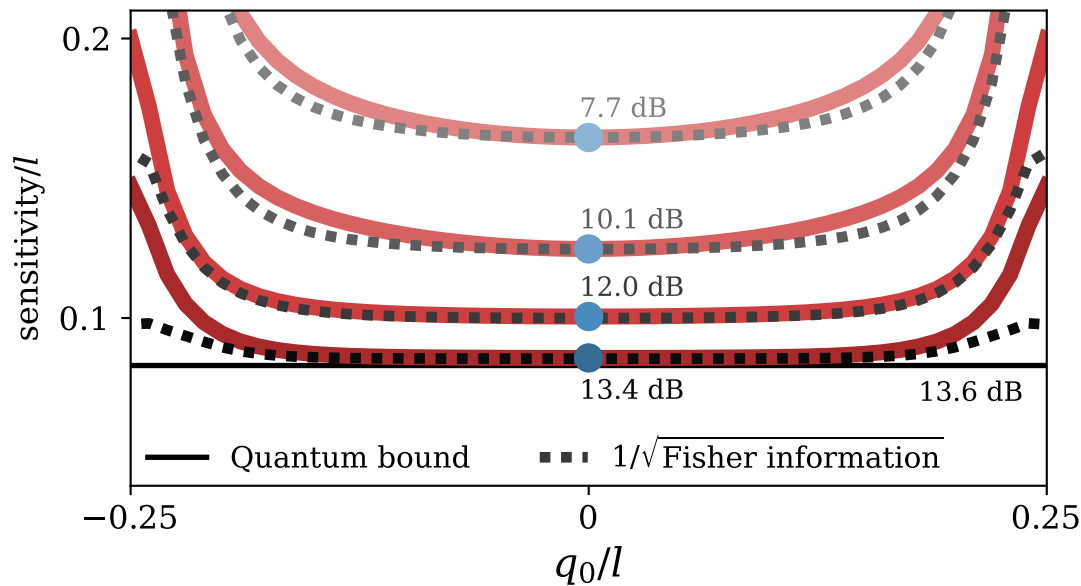 0.2
7.7 dB
10.1 dB
12.0 dB
0.1
13.4 dB
13.6 dB
sensitivity/l
Quantum bound
1/√Fisher information
−0.25
0
0.25
q₀/l